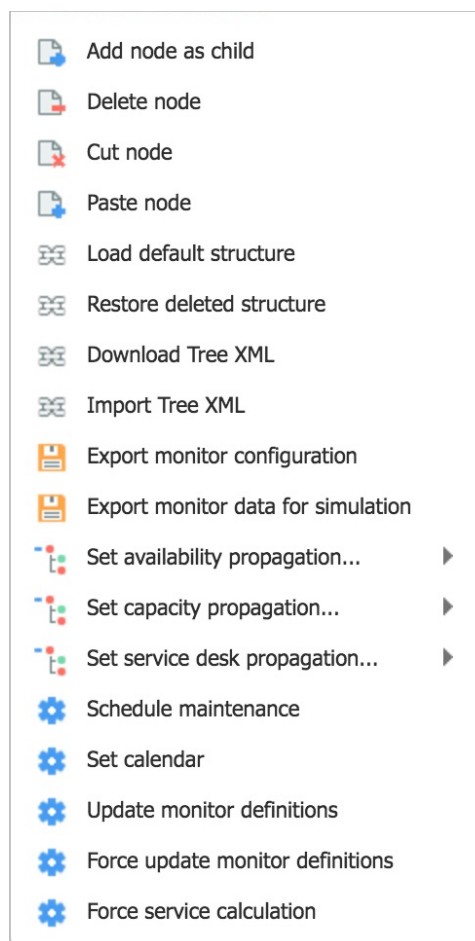 Add node as child
Delete node
Cut node
Paste node
Load default structure
Restore deleted structure
Download Tree XML
Import Tree XML
Export monitor configuration
Export monitor data for simulation
Set availability propagation...
Set capacity propagation...
Set service desk propagation...
Schedule maintenance
Set calendar
Update monitor definitions
Force update monitor definitions
Force service calculation